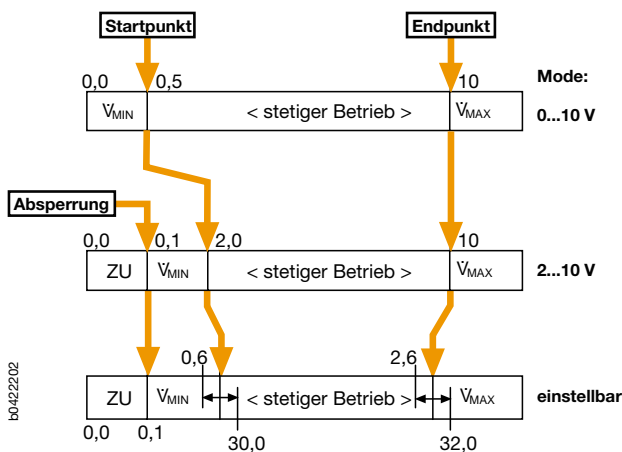 Startpunkt Endpunkt
Mode:
0,0 0,5 10
V̇MIN < stetiger Betrieb > V̇MAX 0...10 V
Absperrung
0,0 0,1 2,0 10
ZU V̇MIN < stetiger Betrieb > V̇MAX 2...10 V
0,6 2,6
ZU V̇MIN < stetiger Betrieb > V̇MAX einstellbar
0,0 0,1 30,0 32,0
b0422202